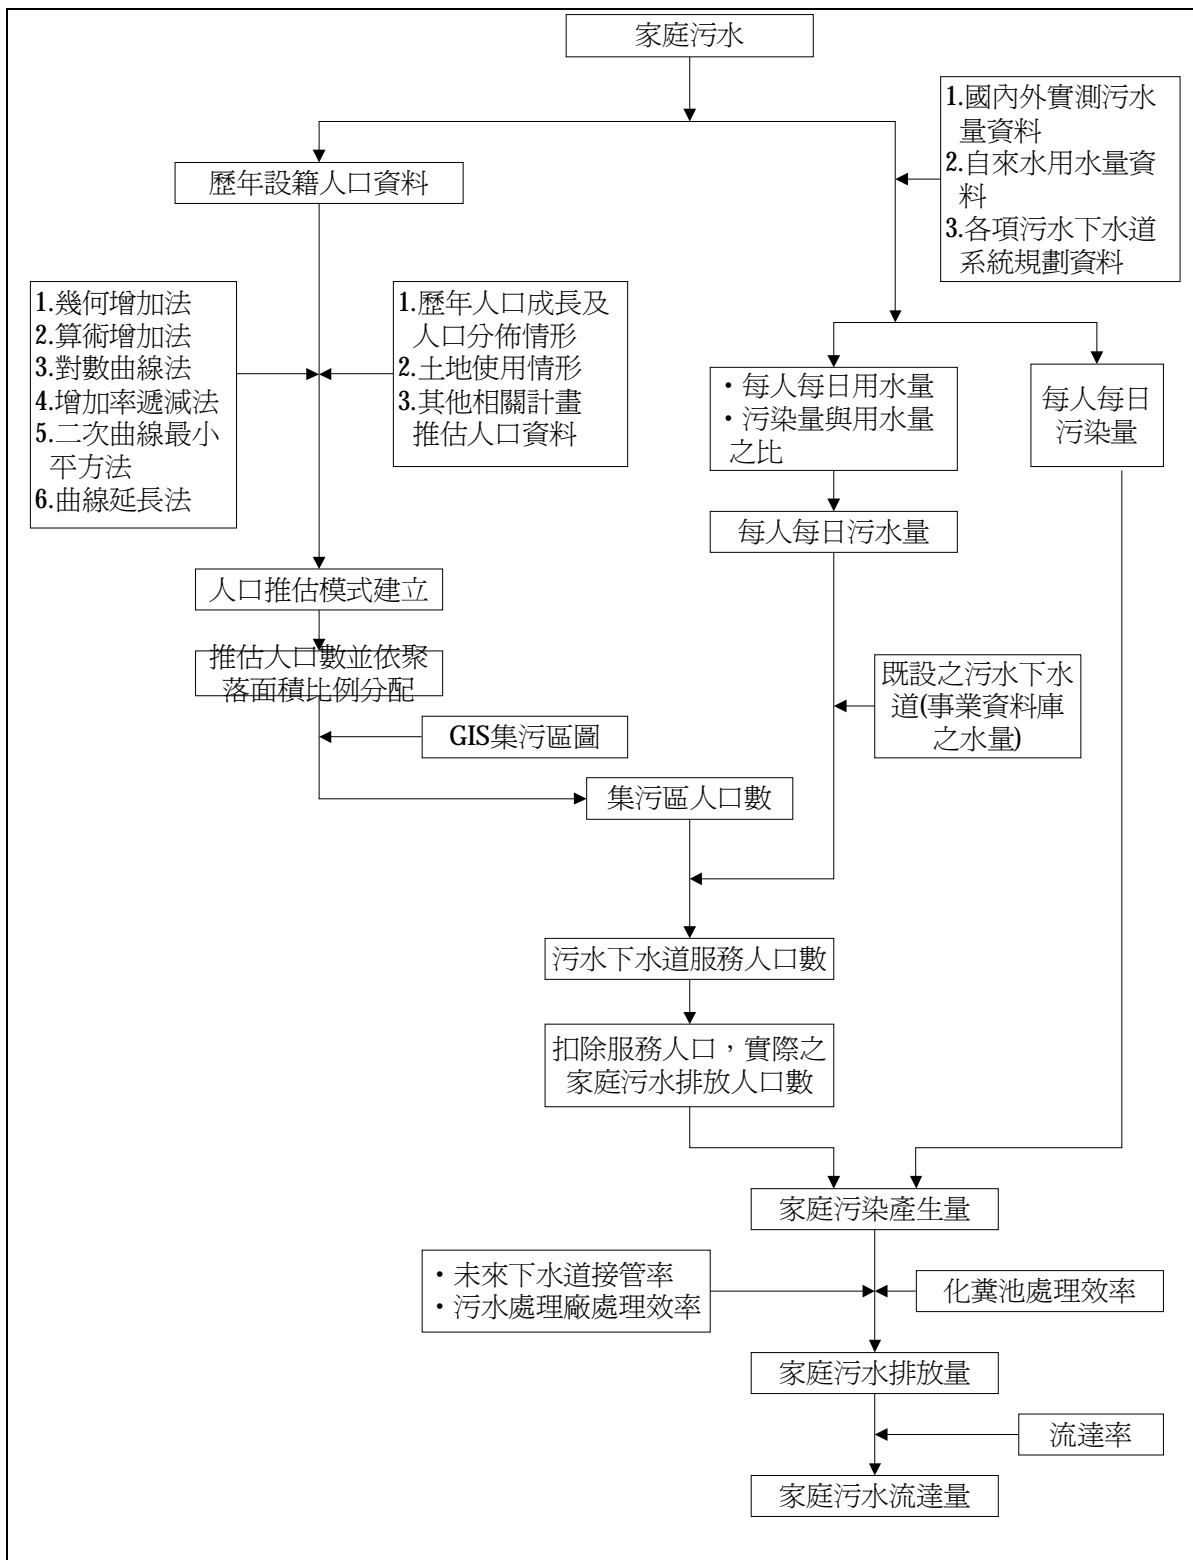 家庭污水
1.國內外實測污水
量資料
2.自來水用水量資
料
3.各項污水下水道
系統規劃資料
歷年設籍人口資料
1.幾何增加法
2.算術增加法
3.對數曲線法
4.增加率遞減法
5.二次曲線最小
平方法
6.曲線延長法
1.歷年人口成長及
人口分佈情形
2.土地使用情形
3.其他相關計畫
推估人口資料
・每人每日用水量
・污染量與用水量
之比
每人每日
污染量
每人每日污水量
人口推估模式建立
推估人口數並依聚
落面積比例分配
既設之污水下水
道(事業資料庫
之水量)
GIS集污區圖
集污區人口數
污水下水道服務人口數
扣除服務人口，實際之
家庭污水排放人口數
家庭污染產生量
・未來下水道接管率
・污水處理廠處理效率
化糞池處理效率
家庭污水排放量
流達率
家庭污水流達量